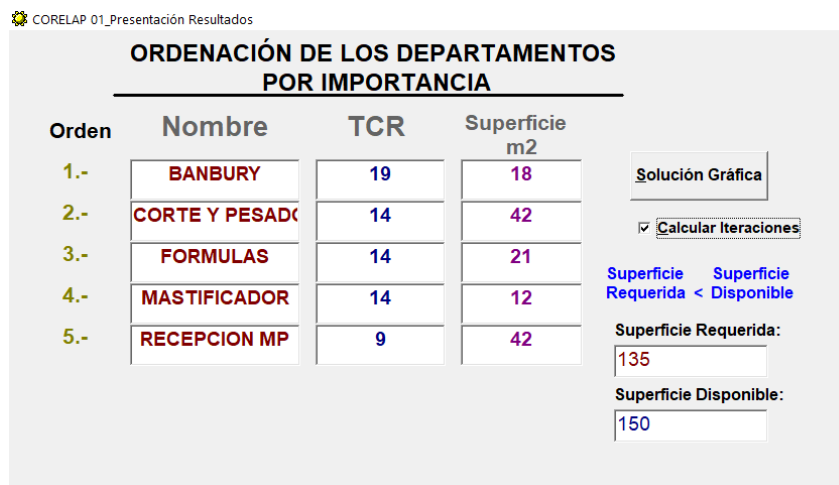 CORELAP 01_Presentación Resultados
ORDENACIÓN DE LOS DEPARTAMENTOS
POR IMPORTANCIA
Orden Nombre TCR Superficie
m2
1.- BANBURY 19 18
2.- CORTE Y PESADO 14 42
3.- FORMULAS 14 21
4.- MASTIFICADOR 14 12
5.- RECEPCION MP 9 42
Solución Gráfica
Calcular Iteraciones
Superficie Superficie
Requerida < Disponible
Superficie Requerida:
135
Superficie Disponible:
150